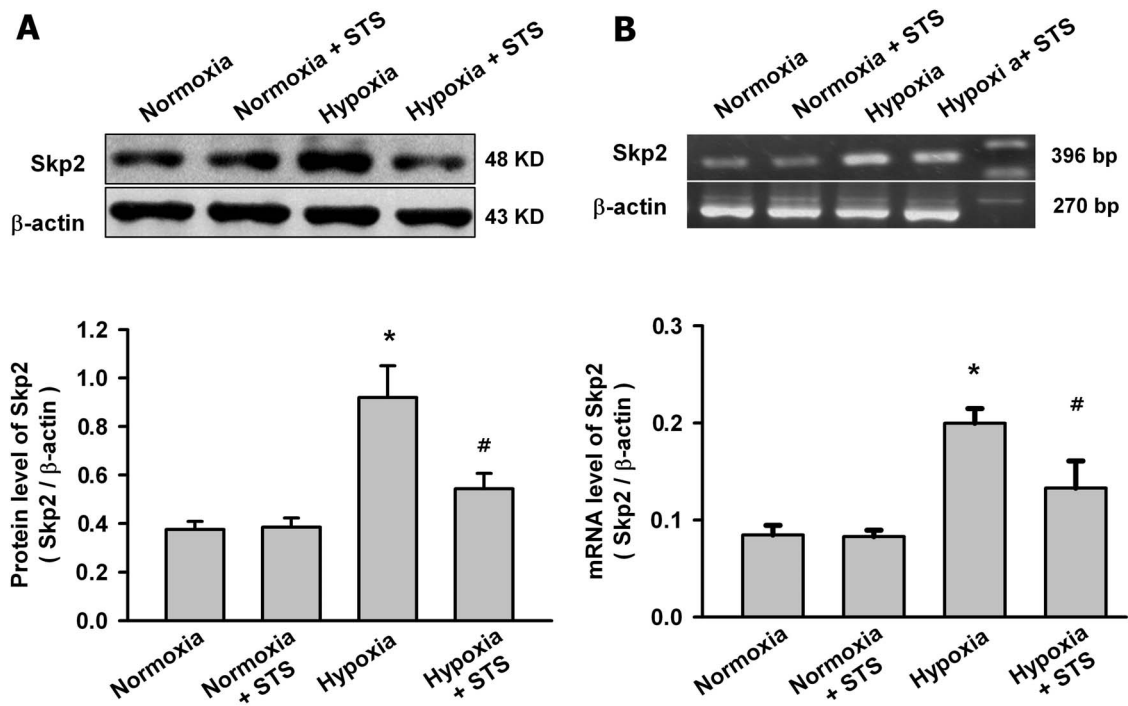 A
Normoxia
Normoxia + STS
Hypoxia
Hypoxia + STS
Skp2
48 KD
β-actin
43 KD
Protein level of Skp2
( Skp2 / β-actin )
1.2
1.0
0.8
0.6
0.4
0.2
0.0
*
#
Normoxia
Normoxia
+ STS
Hypoxia
Hypoxia
+ STS
B
Normoxia
Normoxia + STS
Hypoxia
Hypoxi a+ STS
Skp2
396 bp
β-actin
270 bp
mRNA level of Skp2
( Skp2 / β-actin )
0.3
0.2
0.1
0.0
*
#
Normoxia
Normoxia
+ STS
Hypoxia
Hypoxia
+ STS